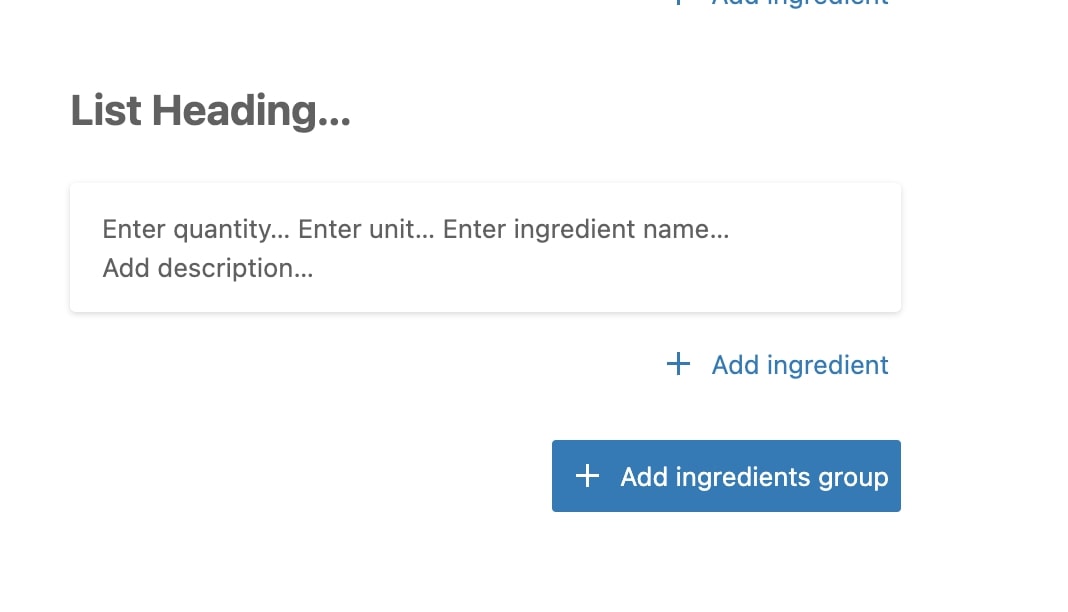 Add ingredient
List Heading...
Enter quantity... Enter unit... Enter ingredient name...
Add description...
Add ingredient
Add ingredients group